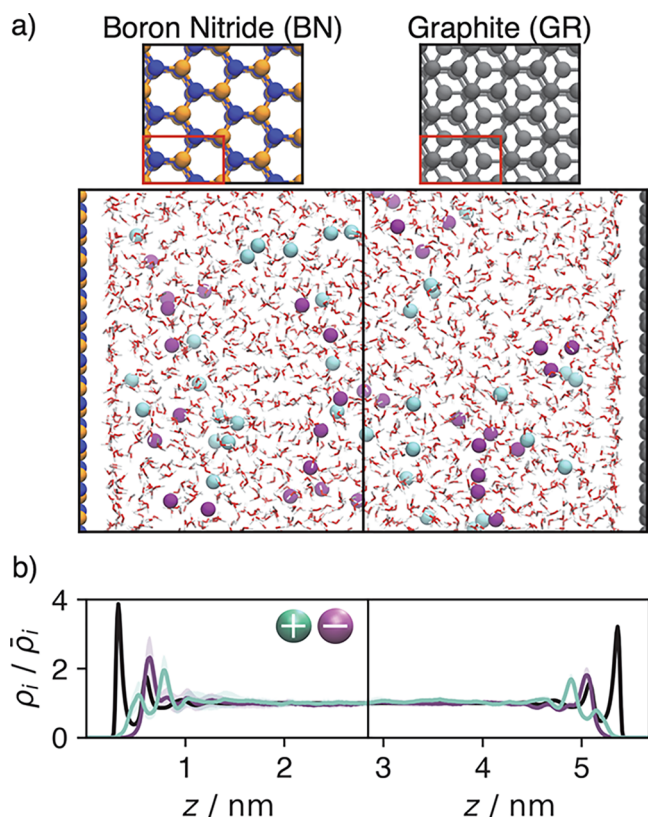 a)
Boron Nitride (BN)
Graphite (GR)
b)
ρᵢ / ρ̄ᵢ
4
2
0
+ −
1 2 3 4 5
z / nm z / nm